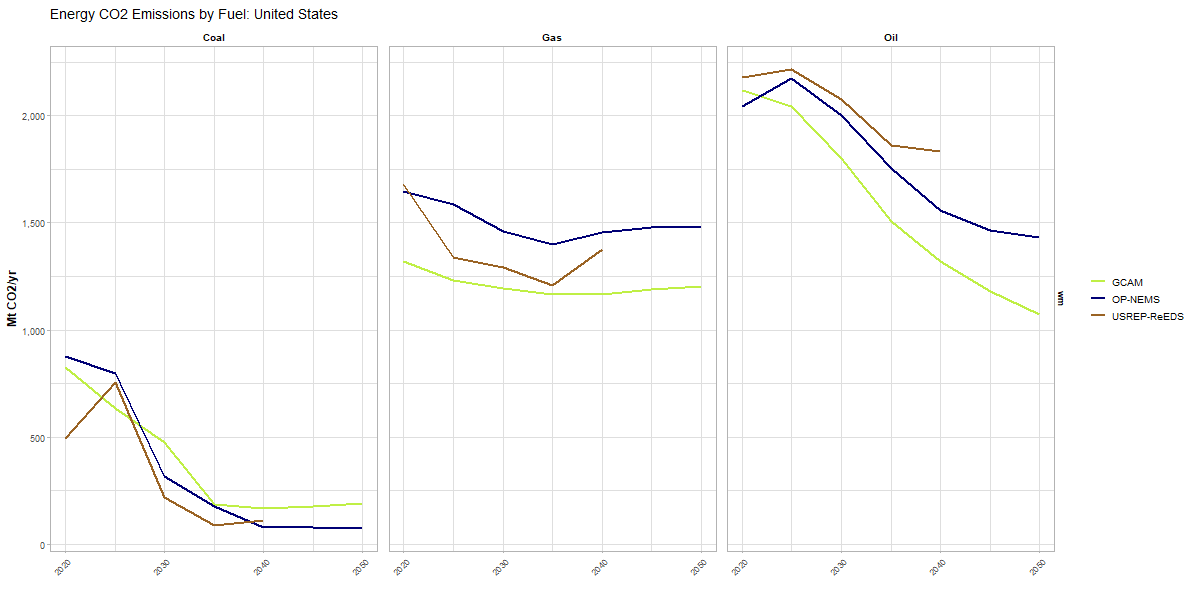 Energy CO2 Emissions by Fuel: United States
Coal
Gas
Oil
Mt CO2/yr
2,000
1,500
1,000
500
0
2020
2030
2040
2050
2020
2030
2040
2050
2020
2030
2040
2050
wm
GCAM
OP-NEMS
USREP-ReEDS